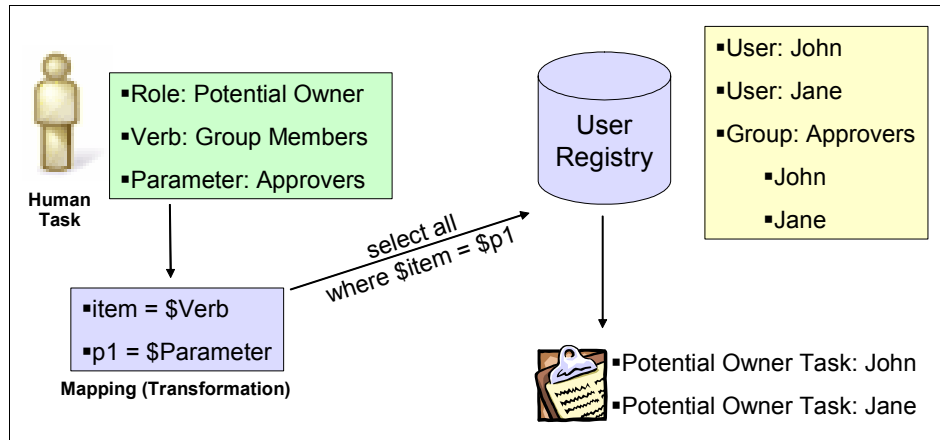 ▪Role: Potential Owner
▪Verb: Group Members
▪Parameter: Approvers
Human
Task
▪item = $Verb
▪p1 = $Parameter
Mapping (Transformation)
select all
where $item = $p1
User
Registry
▪User: John
▪User: Jane
▪Group: Approvers
▪John
▪Jane
▪Potential Owner Task: John
▪Potential Owner Task: Jane